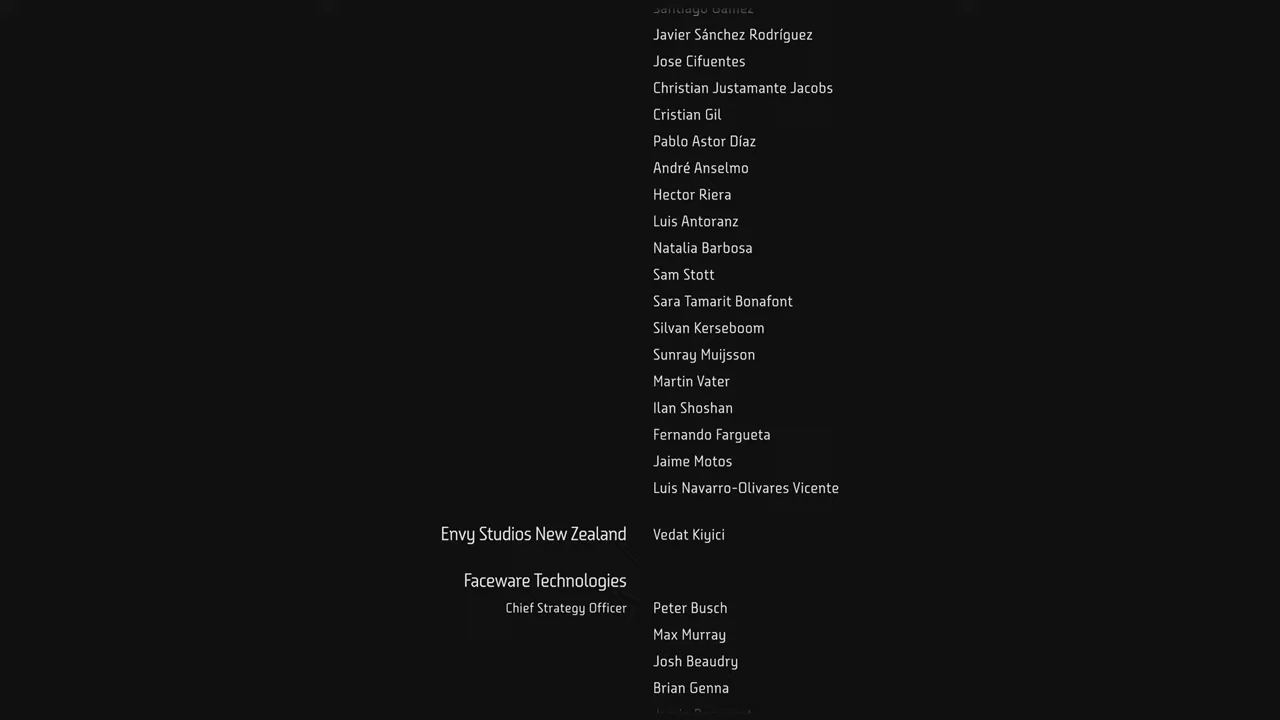 Santiago Gamez
Javier Sánchez Rodríguez
Jose Cifuentes
Christian Justamante Jacobs
Cristian Gil
Pablo Astor Díaz
André Anselmo
Hector Riera
Luis Antoranz
Natalia Barbosa
Sam Stott
Sara Tamarit Bonafont
Silvan Kerseboom
Sunray Muijsson
Martin Vater
Ilan Shoshan
Fernando Fargueta
Jaime Motos
Luis Navarro-Olivares Vicente
Envy Studios New Zealand Vedat Kiyici
Faceware Technologies
Chief Strategy Officer Peter Busch
Max Murray
Josh Beaudry
Brian Genna